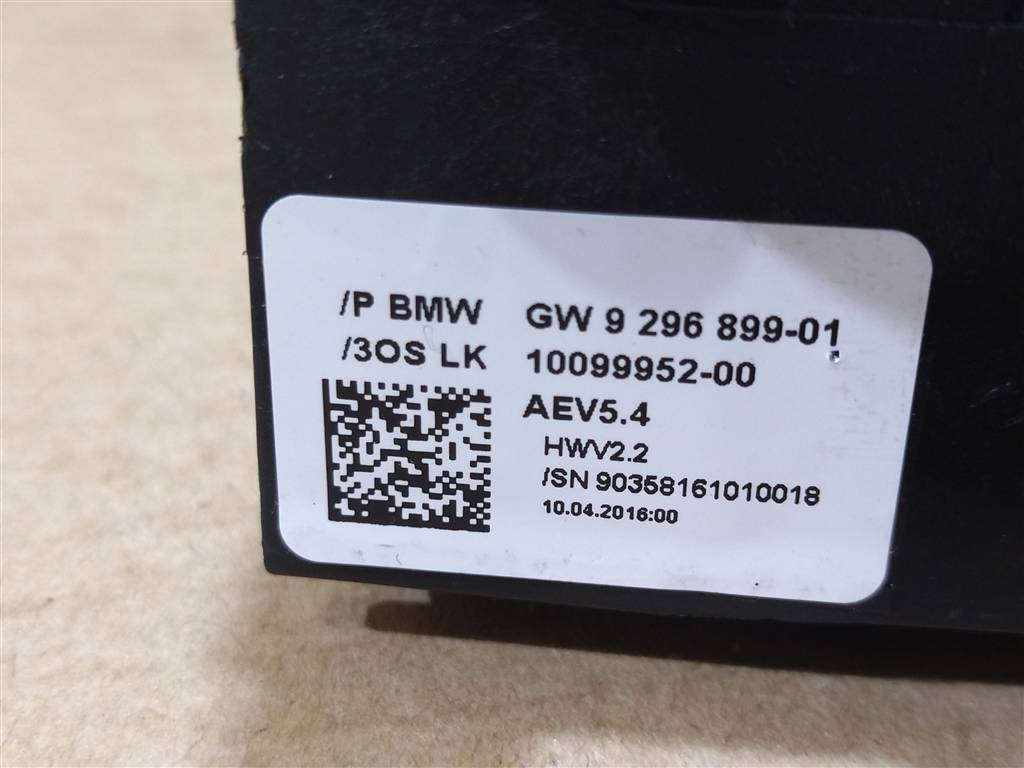 /P BMW GW 9 296 899-01
/3OS LK 10099952-00
AEV5.4
HWV2.2
/SN 90358161010018
10.04.2016:00